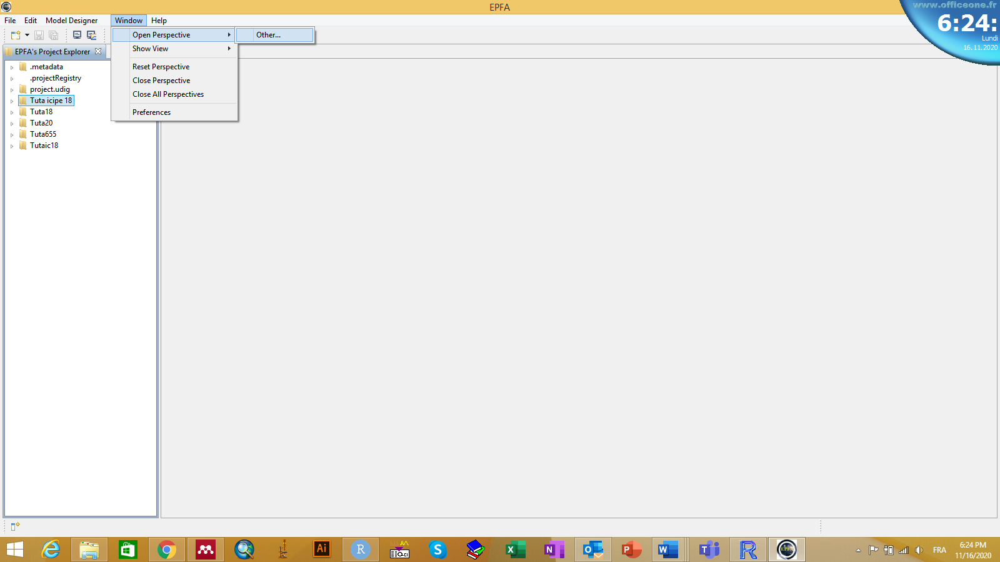 EPFA
www.officeone.fr
6:24:
Lundi
16.11.2020
File Edit Model Designer Window Help
Open Perspective
Other...
Show View
Reset Perspective
Close Perspective
Close All Perspectives
Preferences
EPFA's Project Explorer
.metadata
.projectRegistry
project.udig
Tuta icipe 18
Tuta18
Tuta20
Tuta655
Tutaic18
Ai
R
S
X
N
O
P
W
T
R
EPFA
FRA
6:24 PM
11/16/2020